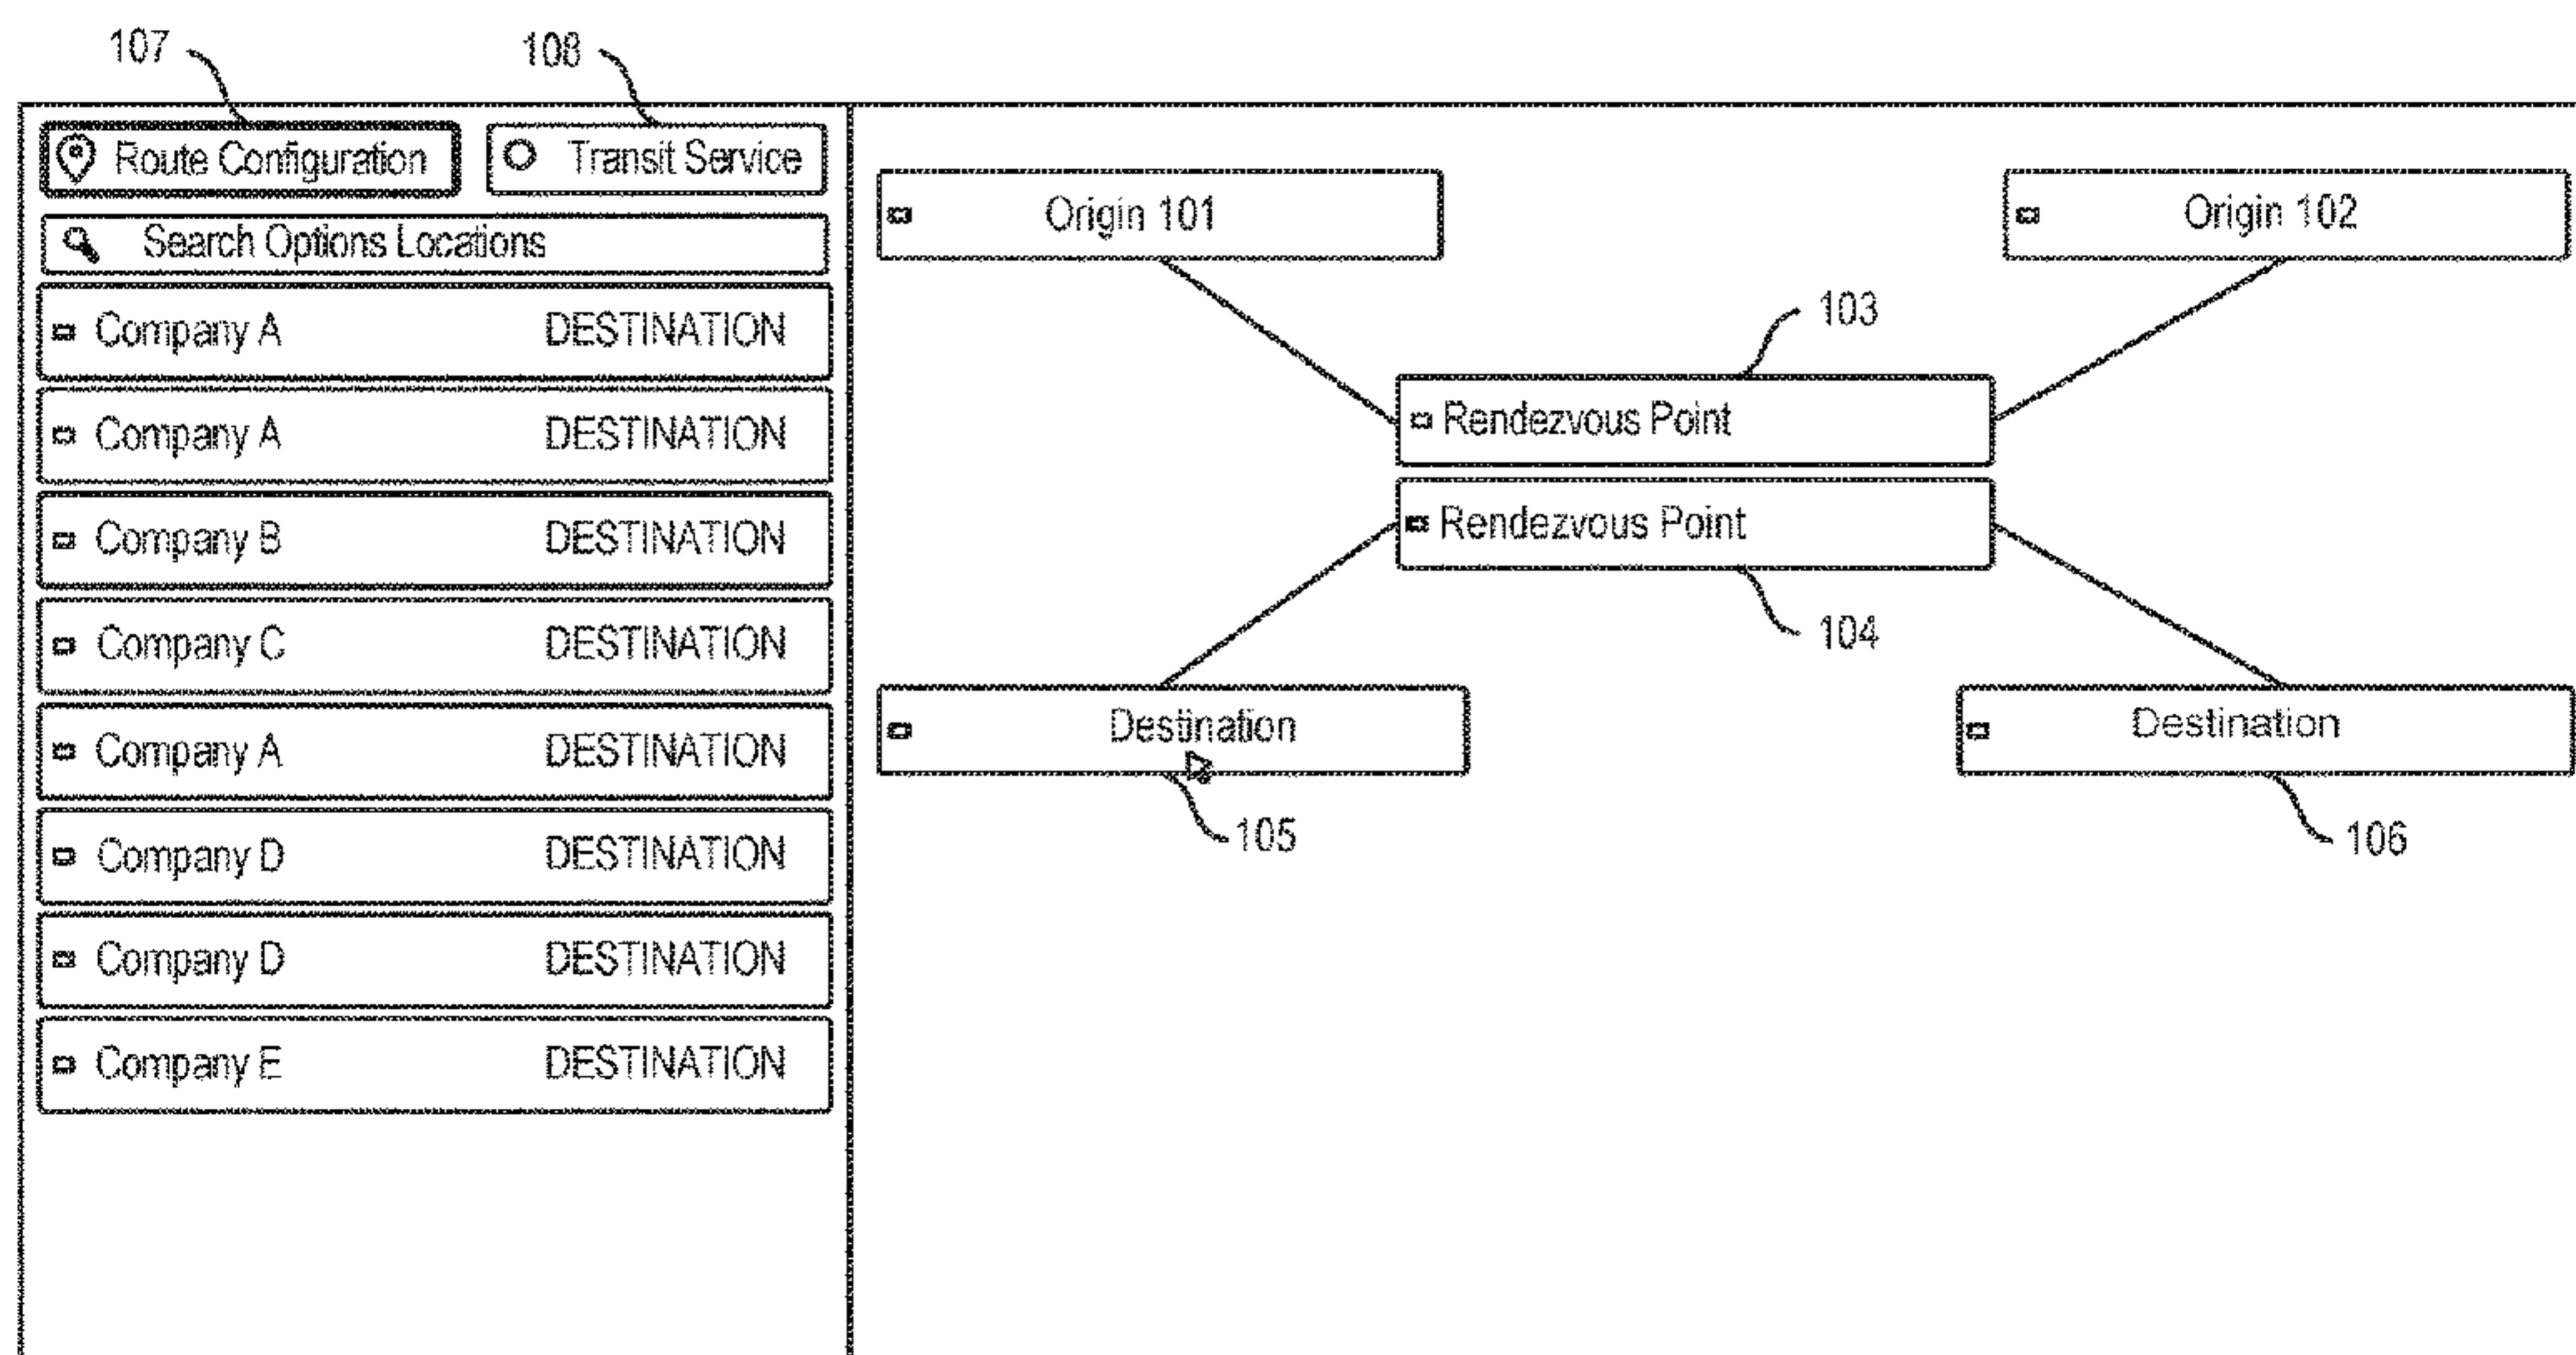 107
108
Route Configuration
Transit Service
Search Options Locations
Company A DESTINATION
Company A DESTINATION
Company B DESTINATION
Company C DESTINATION
Company A DESTINATION
Company D DESTINATION
Company D DESTINATION
Company E DESTINATION
Origin 101
Origin 102
103
Rendezvous Point
Rendezvous Point
104
Destination
Destination
105
106